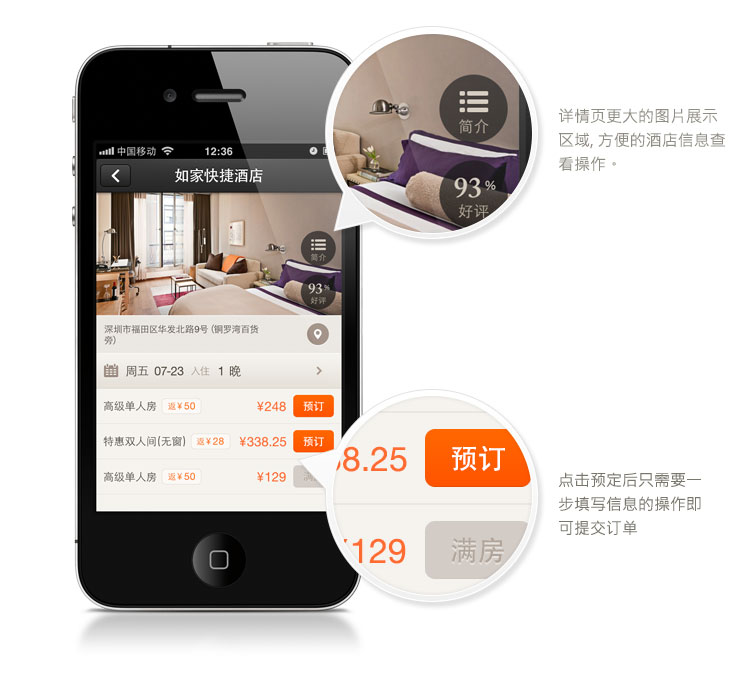 中国移动 12:36
如家快捷酒店
简介
93%
好评
深圳市福田区华发北路9号 (铜罗湾百货
旁)
周五 07-23 入住 1 晚
高级单人房 返¥50 ¥248 预订
特惠双人间(无窗) 返¥28 ¥338.25 预订
高级单人房 返¥50 ¥129 满
简介
93%
好评
详情页更大的图片展示
区域, 方便的酒店信息查
看操作。
8.25 预订
¥129 满房
点击预定后只需要一
步填写信息的操作即
可提交订单